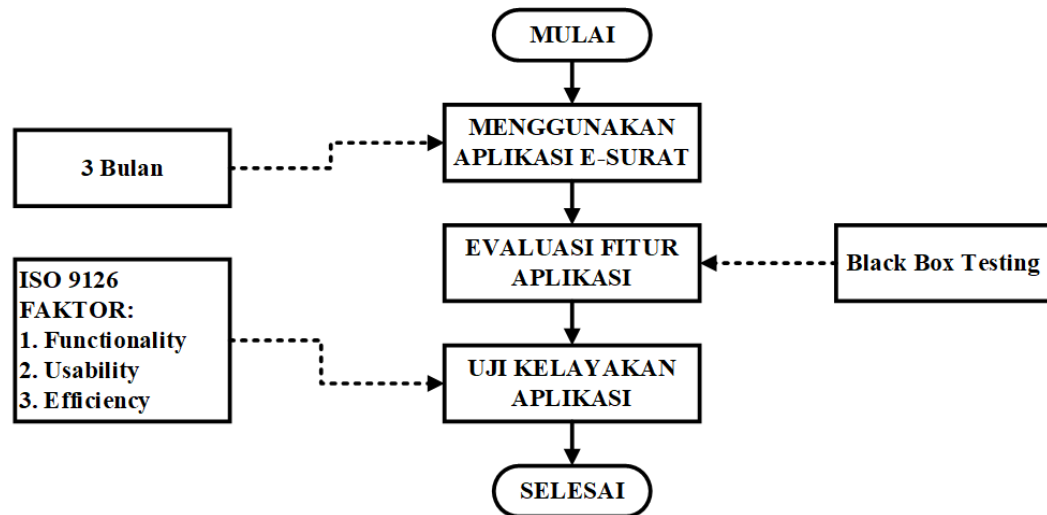 MULAI
MENGGUNAKAN
APLIKASI E-SURAT
3 Bulan
EVALUASI FITUR
APLIKASI
Black Box Testing
ISO 9126
FAKTOR:
1. Functionality
2. Usability
3. Efficiency
UJI KELAYAKAN
APLIKASI
SELESAI